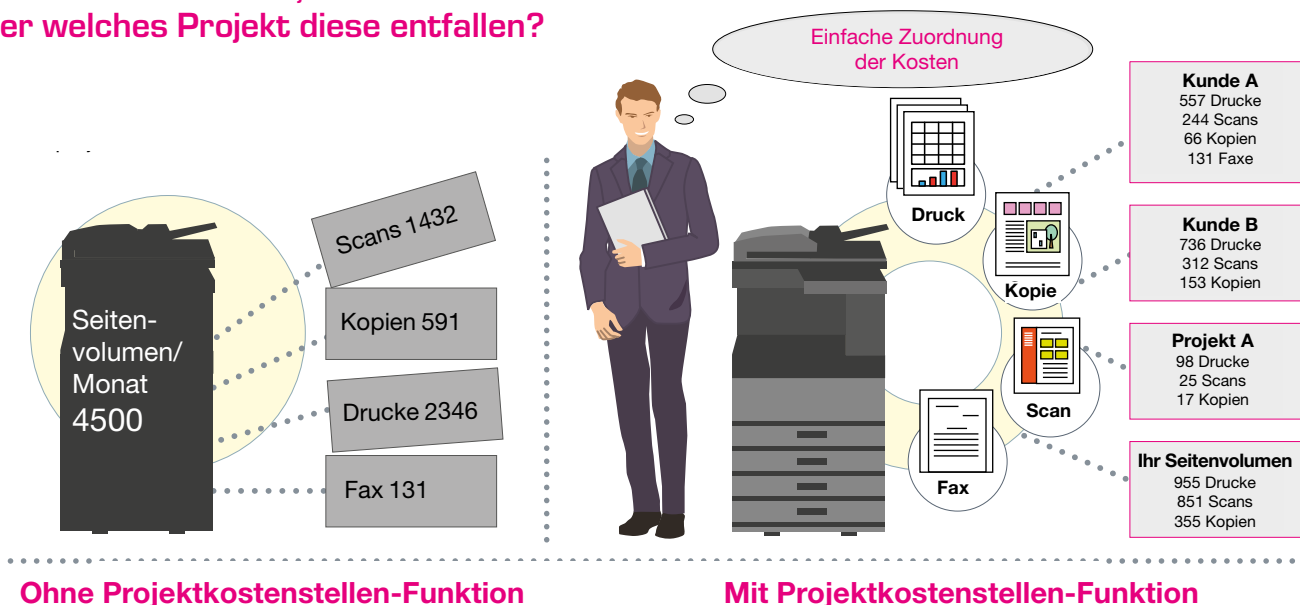 er welches Projekt diese entfallen?
Seiten-
volumen/
Monat
4500
Scans 1432
Kopien 591
Drucke 2346
Fax 131
Ohne Projektkostenstellen-Funktion
Einfache Zuordnung
der Kosten
Druck
Kopie
Scan
Fax
Kunde A
557 Drucke
244 Scans
66 Kopien
131 Faxe
Kunde B
736 Drucke
312 Scans
153 Kopien
Projekt A
98 Drucke
25 Scans
17 Kopien
Ihr Seitenvolumen
955 Drucke
851 Scans
355 Kopien
Mit Projektkostenstellen-Funktion